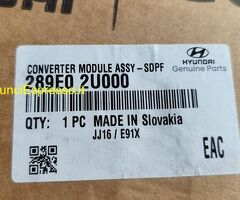 CONVERTER MODULE ASSY-SDPF
289E0 2U000
HYUNDAI
Genuine Parts
QTY: 1 PC MADE IN Slovakia
JJ16 / E91X
EAC